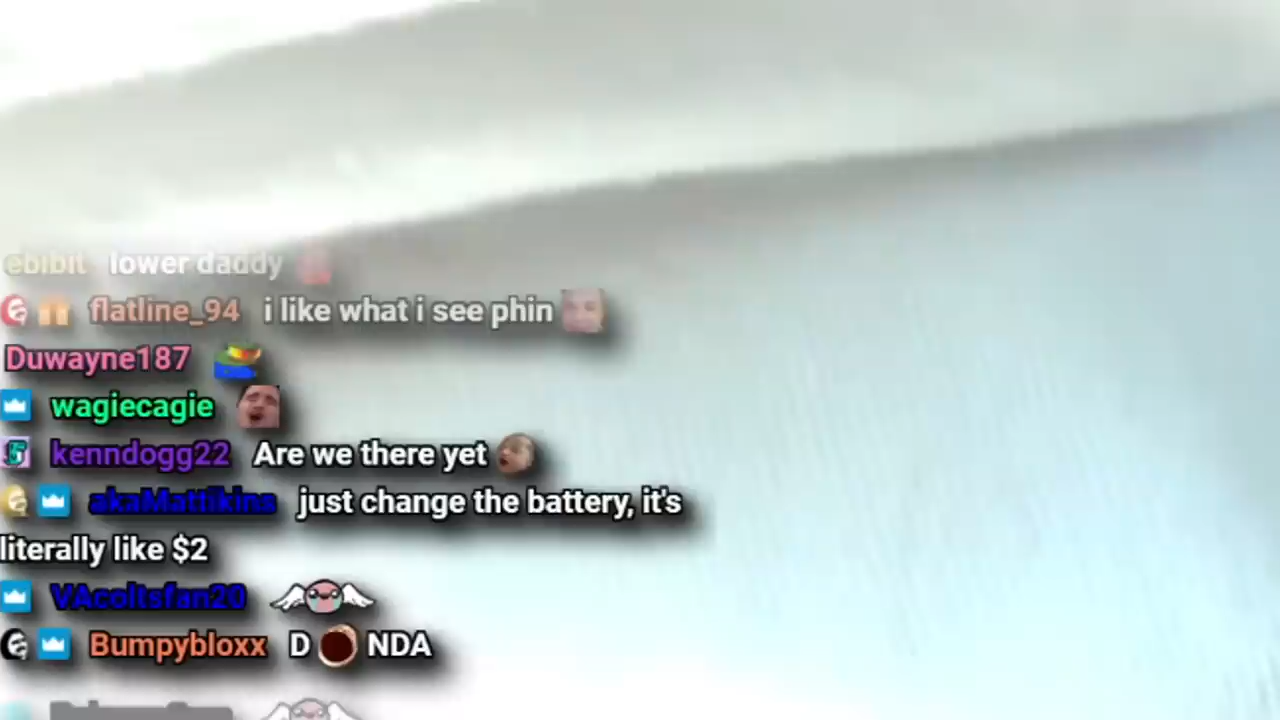 ebibit lower daddy
flatline_94 i like what i see phin
Duwayne187
wagiecagie
kenndogg22 Are we there yet
akaMattikins just change the battery, it's
literally like $2
VAcoltsfan20
Bumpybloxx D NDA